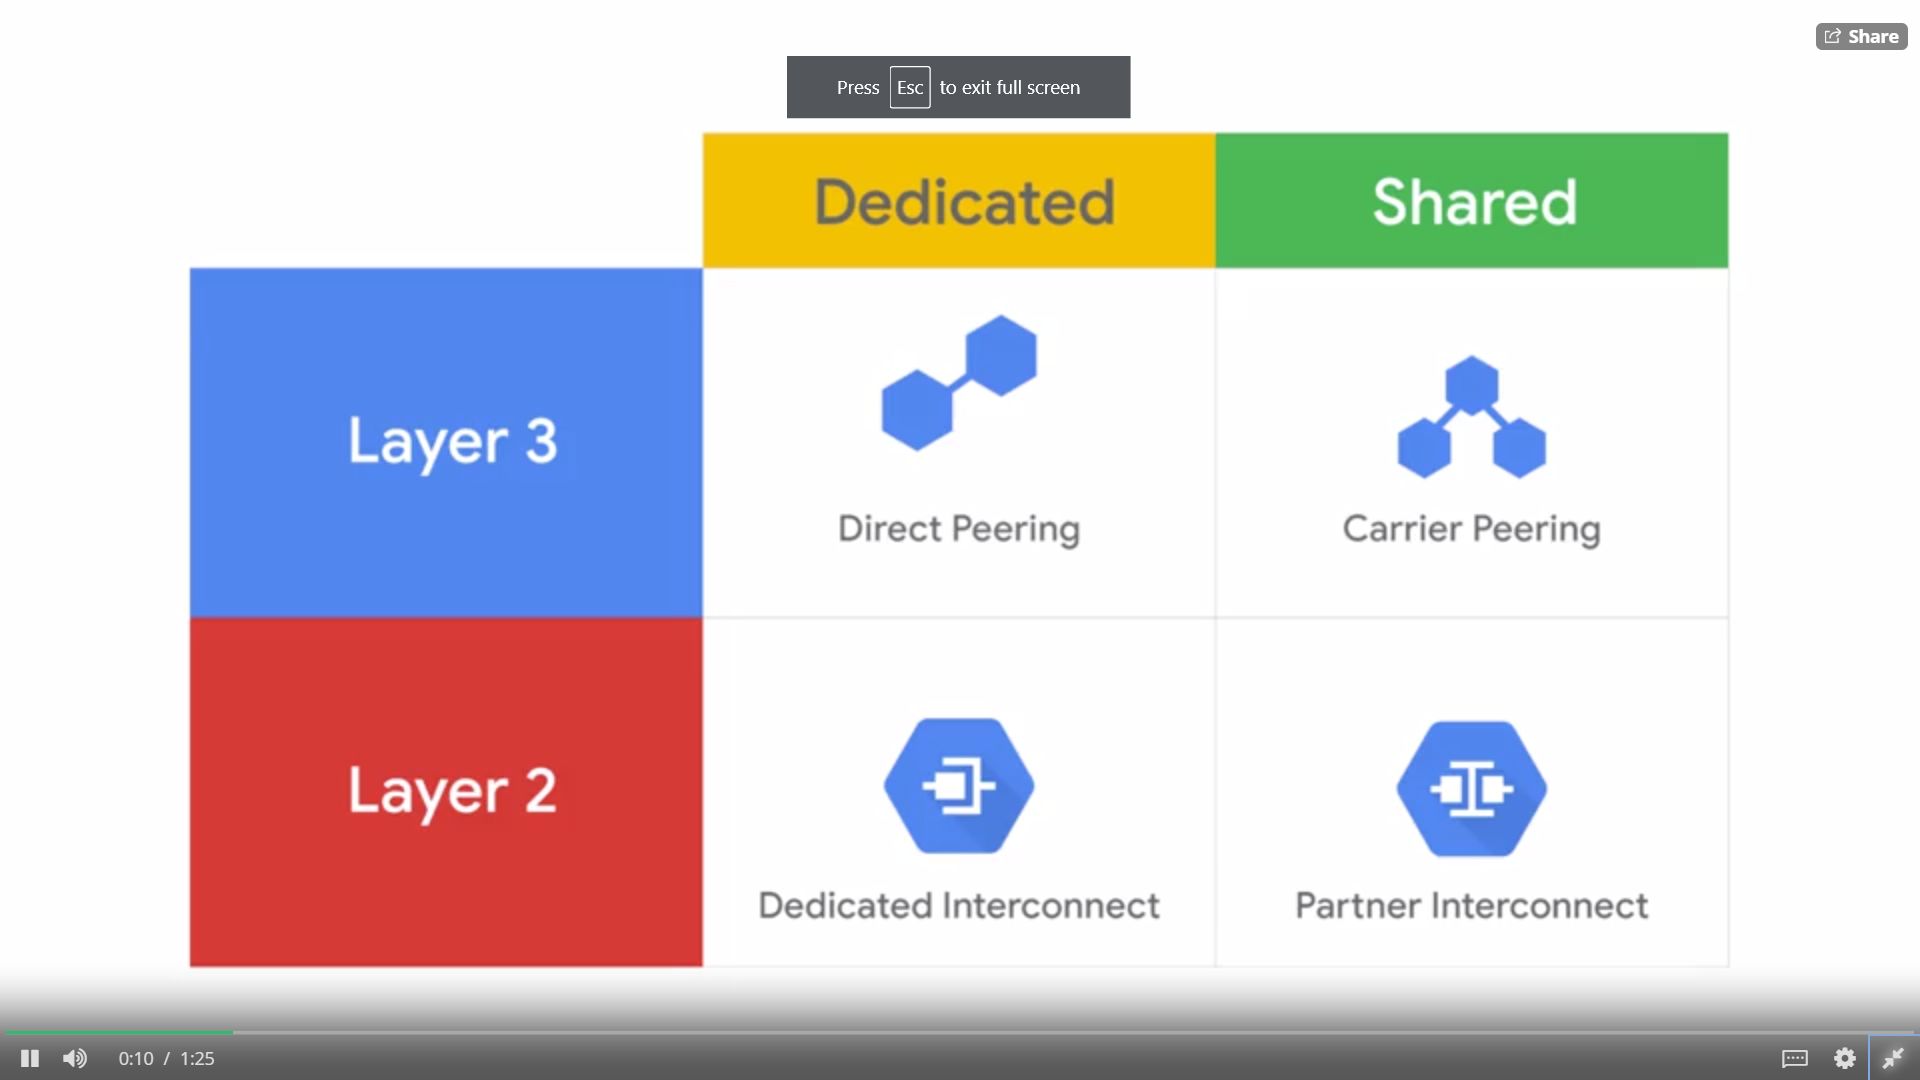 Share
Press Esc to exit full screen
Dedicated Shared
Layer 3
Direct Peering Carrier Peering
Layer 2
Dedicated Interconnect Partner Interconnect
0:10 / 1:25